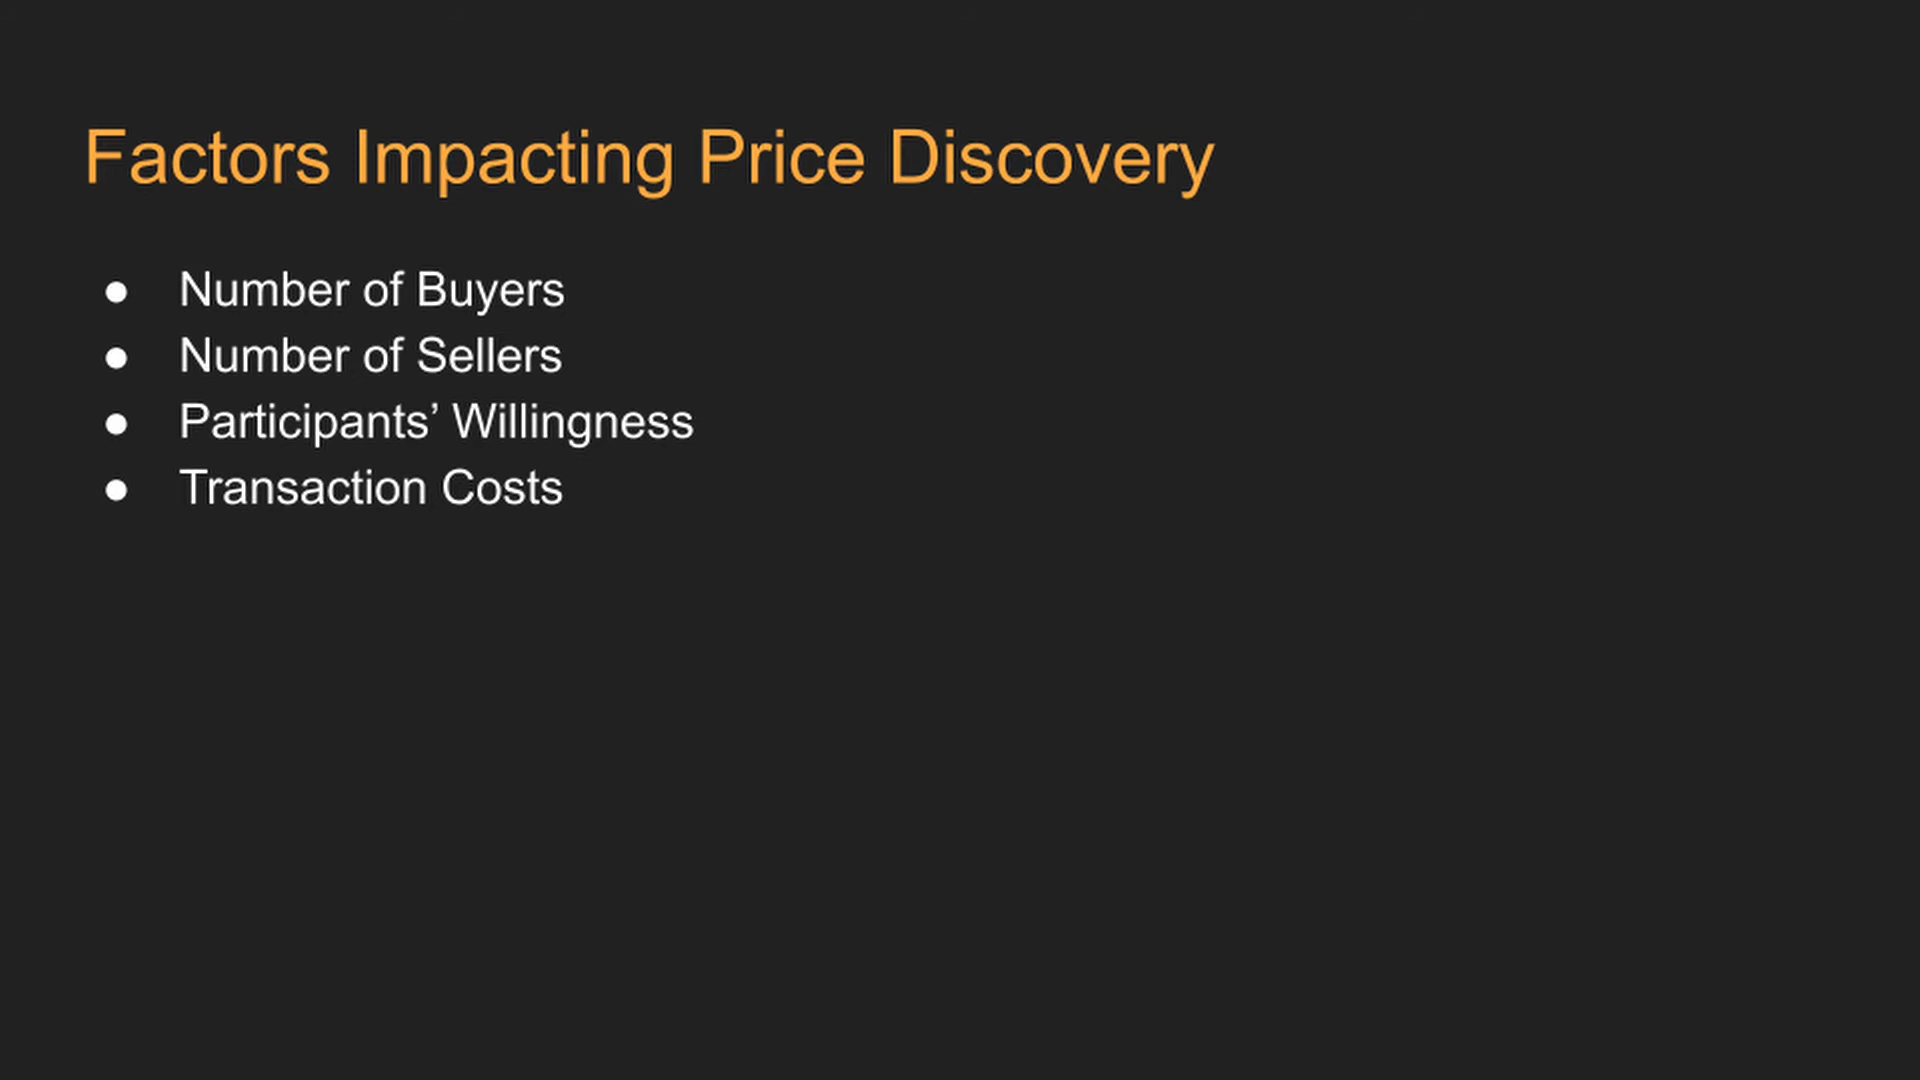 Factors Impacting Price Discovery
● Number of Buyers
● Number of Sellers
● Participants’ Willingness
● Transaction Costs